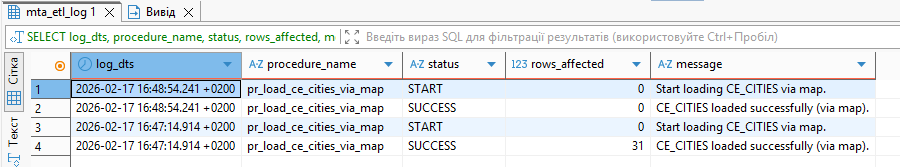 mta_etl_log 1 Вивід
SELECT log_dts, procedure_name, status, rows_affected, m Введіть вираз SQL для фільтрації результатів (використовуйте Ctrl+Пробіл)
Сітка
Текст
log_dts A-Z procedure_name A-Z status 123 rows_affected A-Z message
1 2026-02-17 16:48:54.241 +0200 pr_load_ce_cities_via_map START 0 Start loading CE_CITIES via map.
2 2026-02-17 16:48:54.241 +0200 pr_load_ce_cities_via_map SUCCESS 0 CE_CITIES loaded successfully (via map).
3 2026-02-17 16:47:14.914 +0200 pr_load_ce_cities_via_map START 0 Start loading CE_CITIES via map.
4 2026-02-17 16:47:14.914 +0200 pr_load_ce_cities_via_map SUCCESS 31 CE_CITIES loaded successfully (via map).